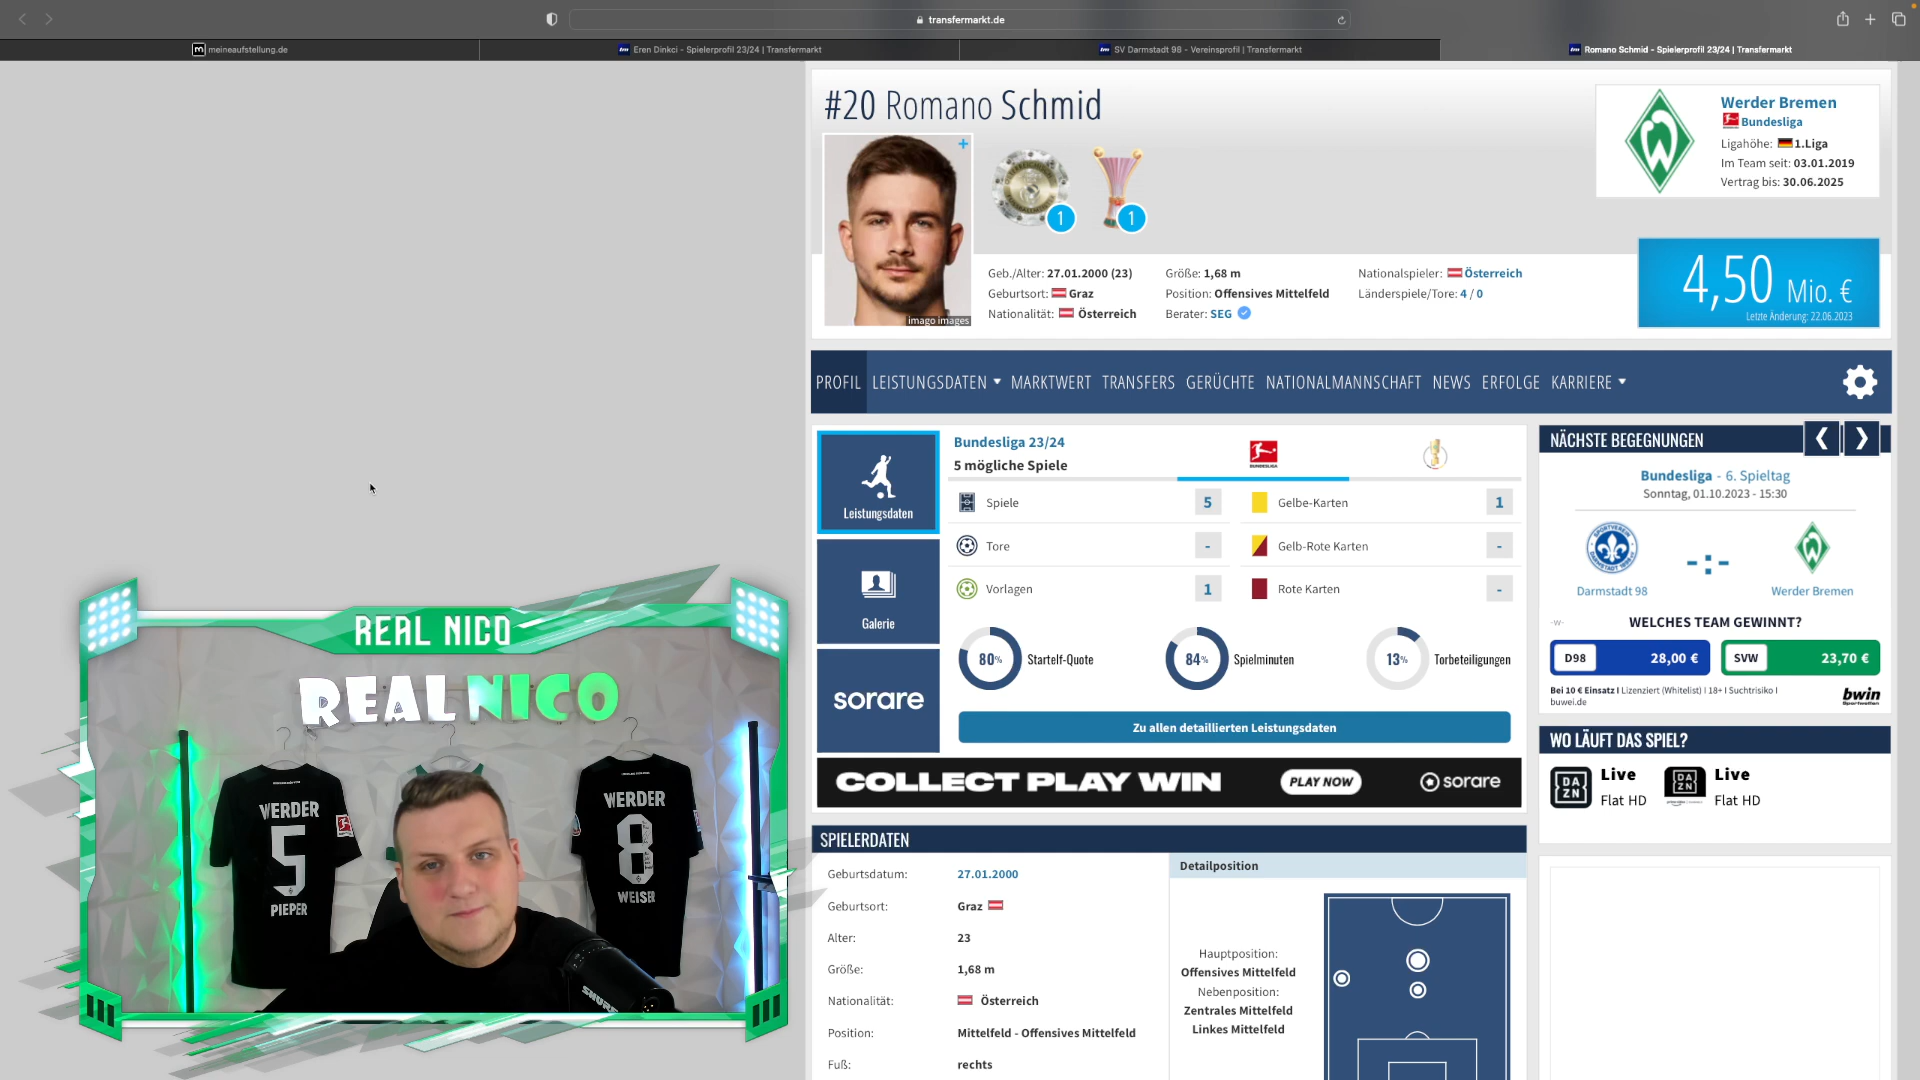 transfermarkt.de
meineaufstellung.de
Eren Dinkci - Spielerprofil 23/24 | Transfermarkt
SV Darmstadt 98 - Vereinsprofil | Transfermarkt
Romano Schmid - Spielerprofil 23/24 | Transfermarkt
#20 Romano Schmid
imago images
1
1
Geb./Alter: 27.01.2000 (23)
Geburtsort: Graz
Nationalität: Österreich
Größe: 1,68 m
Position: Offensives Mittelfeld
Berater: SEG
Nationalspieler: Österreich
Länderspiele/Tore: 4 / 0
Werder Bremen
Bundesliga
Ligahöhe: 1.Liga
Im Team seit: 03.01.2019
Vertrag bis: 30.06.2025
4,50 Mio. €
Letzte Änderung: 22.06.2023
PROFIL LEISTUNGSDATEN MARKTWERT TRANSFERS GERÜCHTE NATIONALMANNSCHAFT NEWS ERFOLGE KARRIERE
Leistungsdaten
Galerie
sorare
Bundesliga 23/24
5 mögliche Spiele
BUNDESLIGA
Spiele 5
Gelbe-Karten 1
Tore -
Gelb-Rote Karten -
Vorlagen 1
Rote Karten -
80% Startelf-Quote
84% Spielminuten
13% Torbeteiligungen
Zu allen detaillierten Leistungsdaten
COLLECT PLAY WIN PLAY NOW sorare
NÄCHSTE BEGEGNUNGEN
Bundesliga - 6. Spieltag
Sonntag, 01.10.2023 - 15:30
-:-
Darmstadt 98
Werder Bremen
-W-
WELCHES TEAM GEWINNT?
D98 28,00 €
SVW 23,70 €
Bei 10 € Einsatz I Lizenziert (Whitelist) I 18+ I Suchtrisiko I
buwei.de
bwin
Sportwetten
WO LÄUFT DAS SPIEL?
DAZN
Live
Flat HD
DAZN
Live
Flat HD
SPIELERDATEN
Geburtsdatum: 27.01.2000
Geburtsort: Graz
Alter: 23
Größe: 1,68 m
Nationalität: Österreich
Position: Mittelfeld - Offensives Mittelfeld
Fuß: rechts
Detailposition
Hauptposition:
Offensives Mittelfeld
Nebenposition:
Zentrales Mittelfeld
Linkes Mittelfeld
REAL NICO
REALNICO
WERDER
5
PIEPER
WERDER
8
WEISER
SHURE